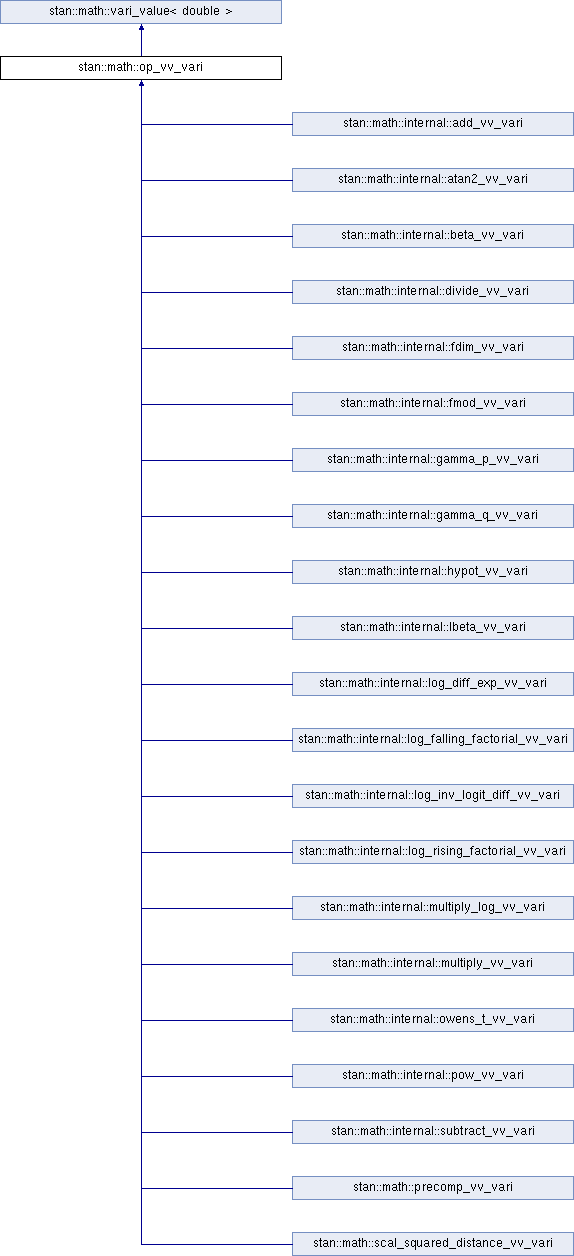 stan::math::vari_value< double >
stan::math::op_vv_vari
stan::math::internal::add_vv_vari
stan::math::internal::atan2_vv_vari
stan::math::internal::beta_vv_vari
stan::math::internal::divide_vv_vari
stan::math::internal::fdim_vv_vari
stan::math::internal::fmod_vv_vari
stan::math::internal::gamma_p_vv_vari
stan::math::internal::gamma_q_vv_vari
stan::math::internal::hypot_vv_vari
stan::math::internal::lbeta_vv_vari
stan::math::internal::log_diff_exp_vv_vari
stan::math::internal::log_falling_factorial_vv_vari
stan::math::internal::log_inv_logit_diff_vv_vari
stan::math::internal::log_rising_factorial_vv_vari
stan::math::internal::multiply_log_vv_vari
stan::math::internal::multiply_vv_vari
stan::math::internal::owens_t_vv_vari
stan::math::internal::pow_vv_vari
stan::math::internal::subtract_vv_vari
stan::math::precomp_vv_vari
stan::math::scal_squared_distance_vv_vari